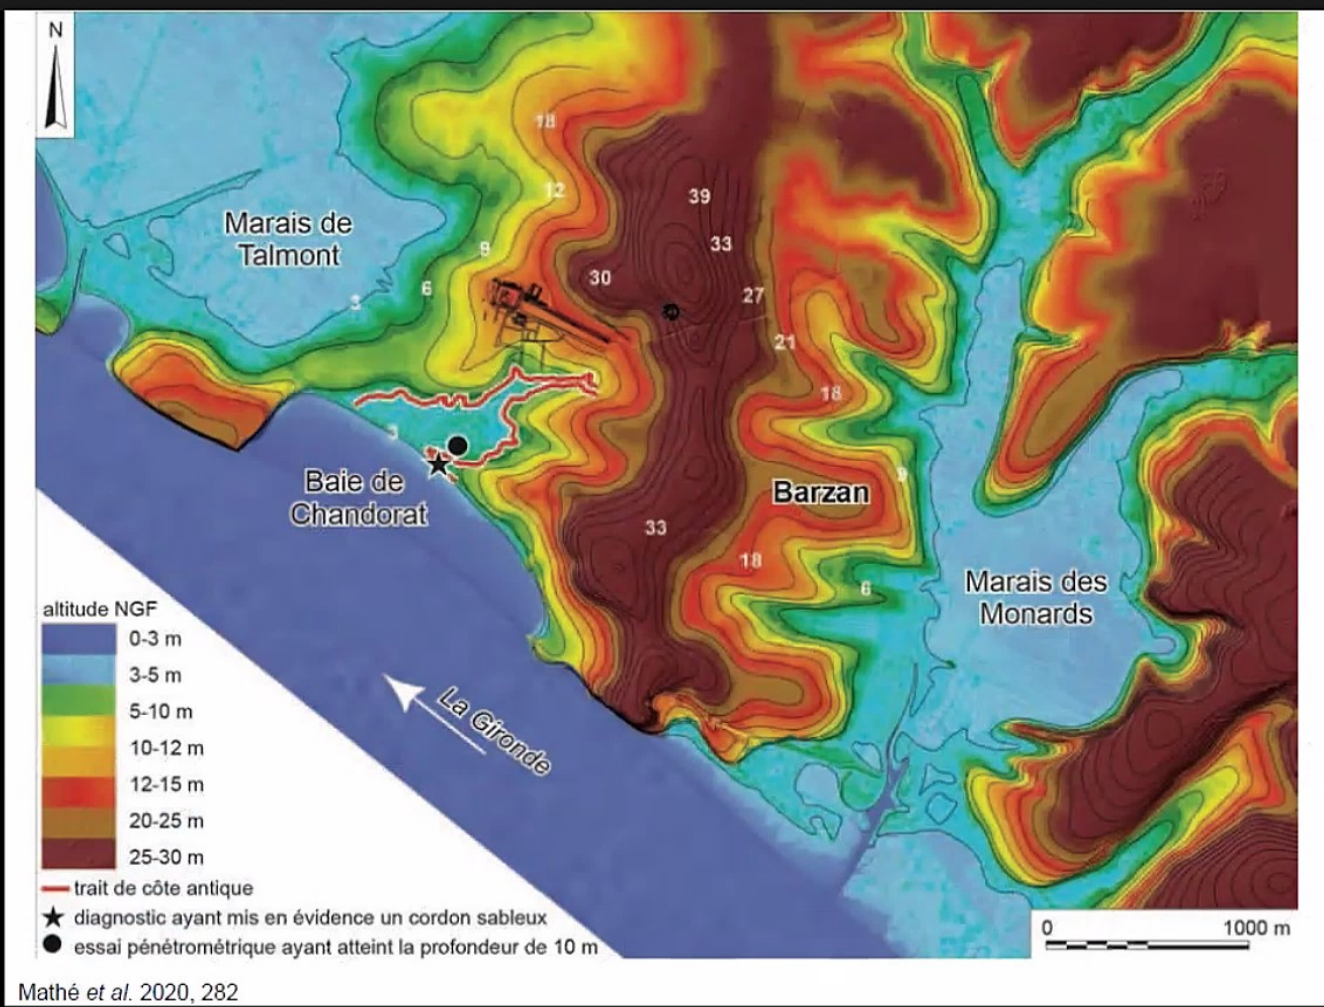 N
18
12
39
9
33
30
Marais de
Talmont
6
3
27
21
18
3
9
Baie de
Chandorat
Barzan
33
18
6
Marais des
Monards
La Gironde
altitude NGF
0-3 m
3-5 m
5-10 m
10-12 m
12-15 m
20-25 m
25-30 m
trait de côte antique
diagnostic ayant mis en évidence un cordon sableux
essai pénétrométrique ayant atteint la profondeur de 10 m
0 1000 m
Mathé et al. 2020, 282